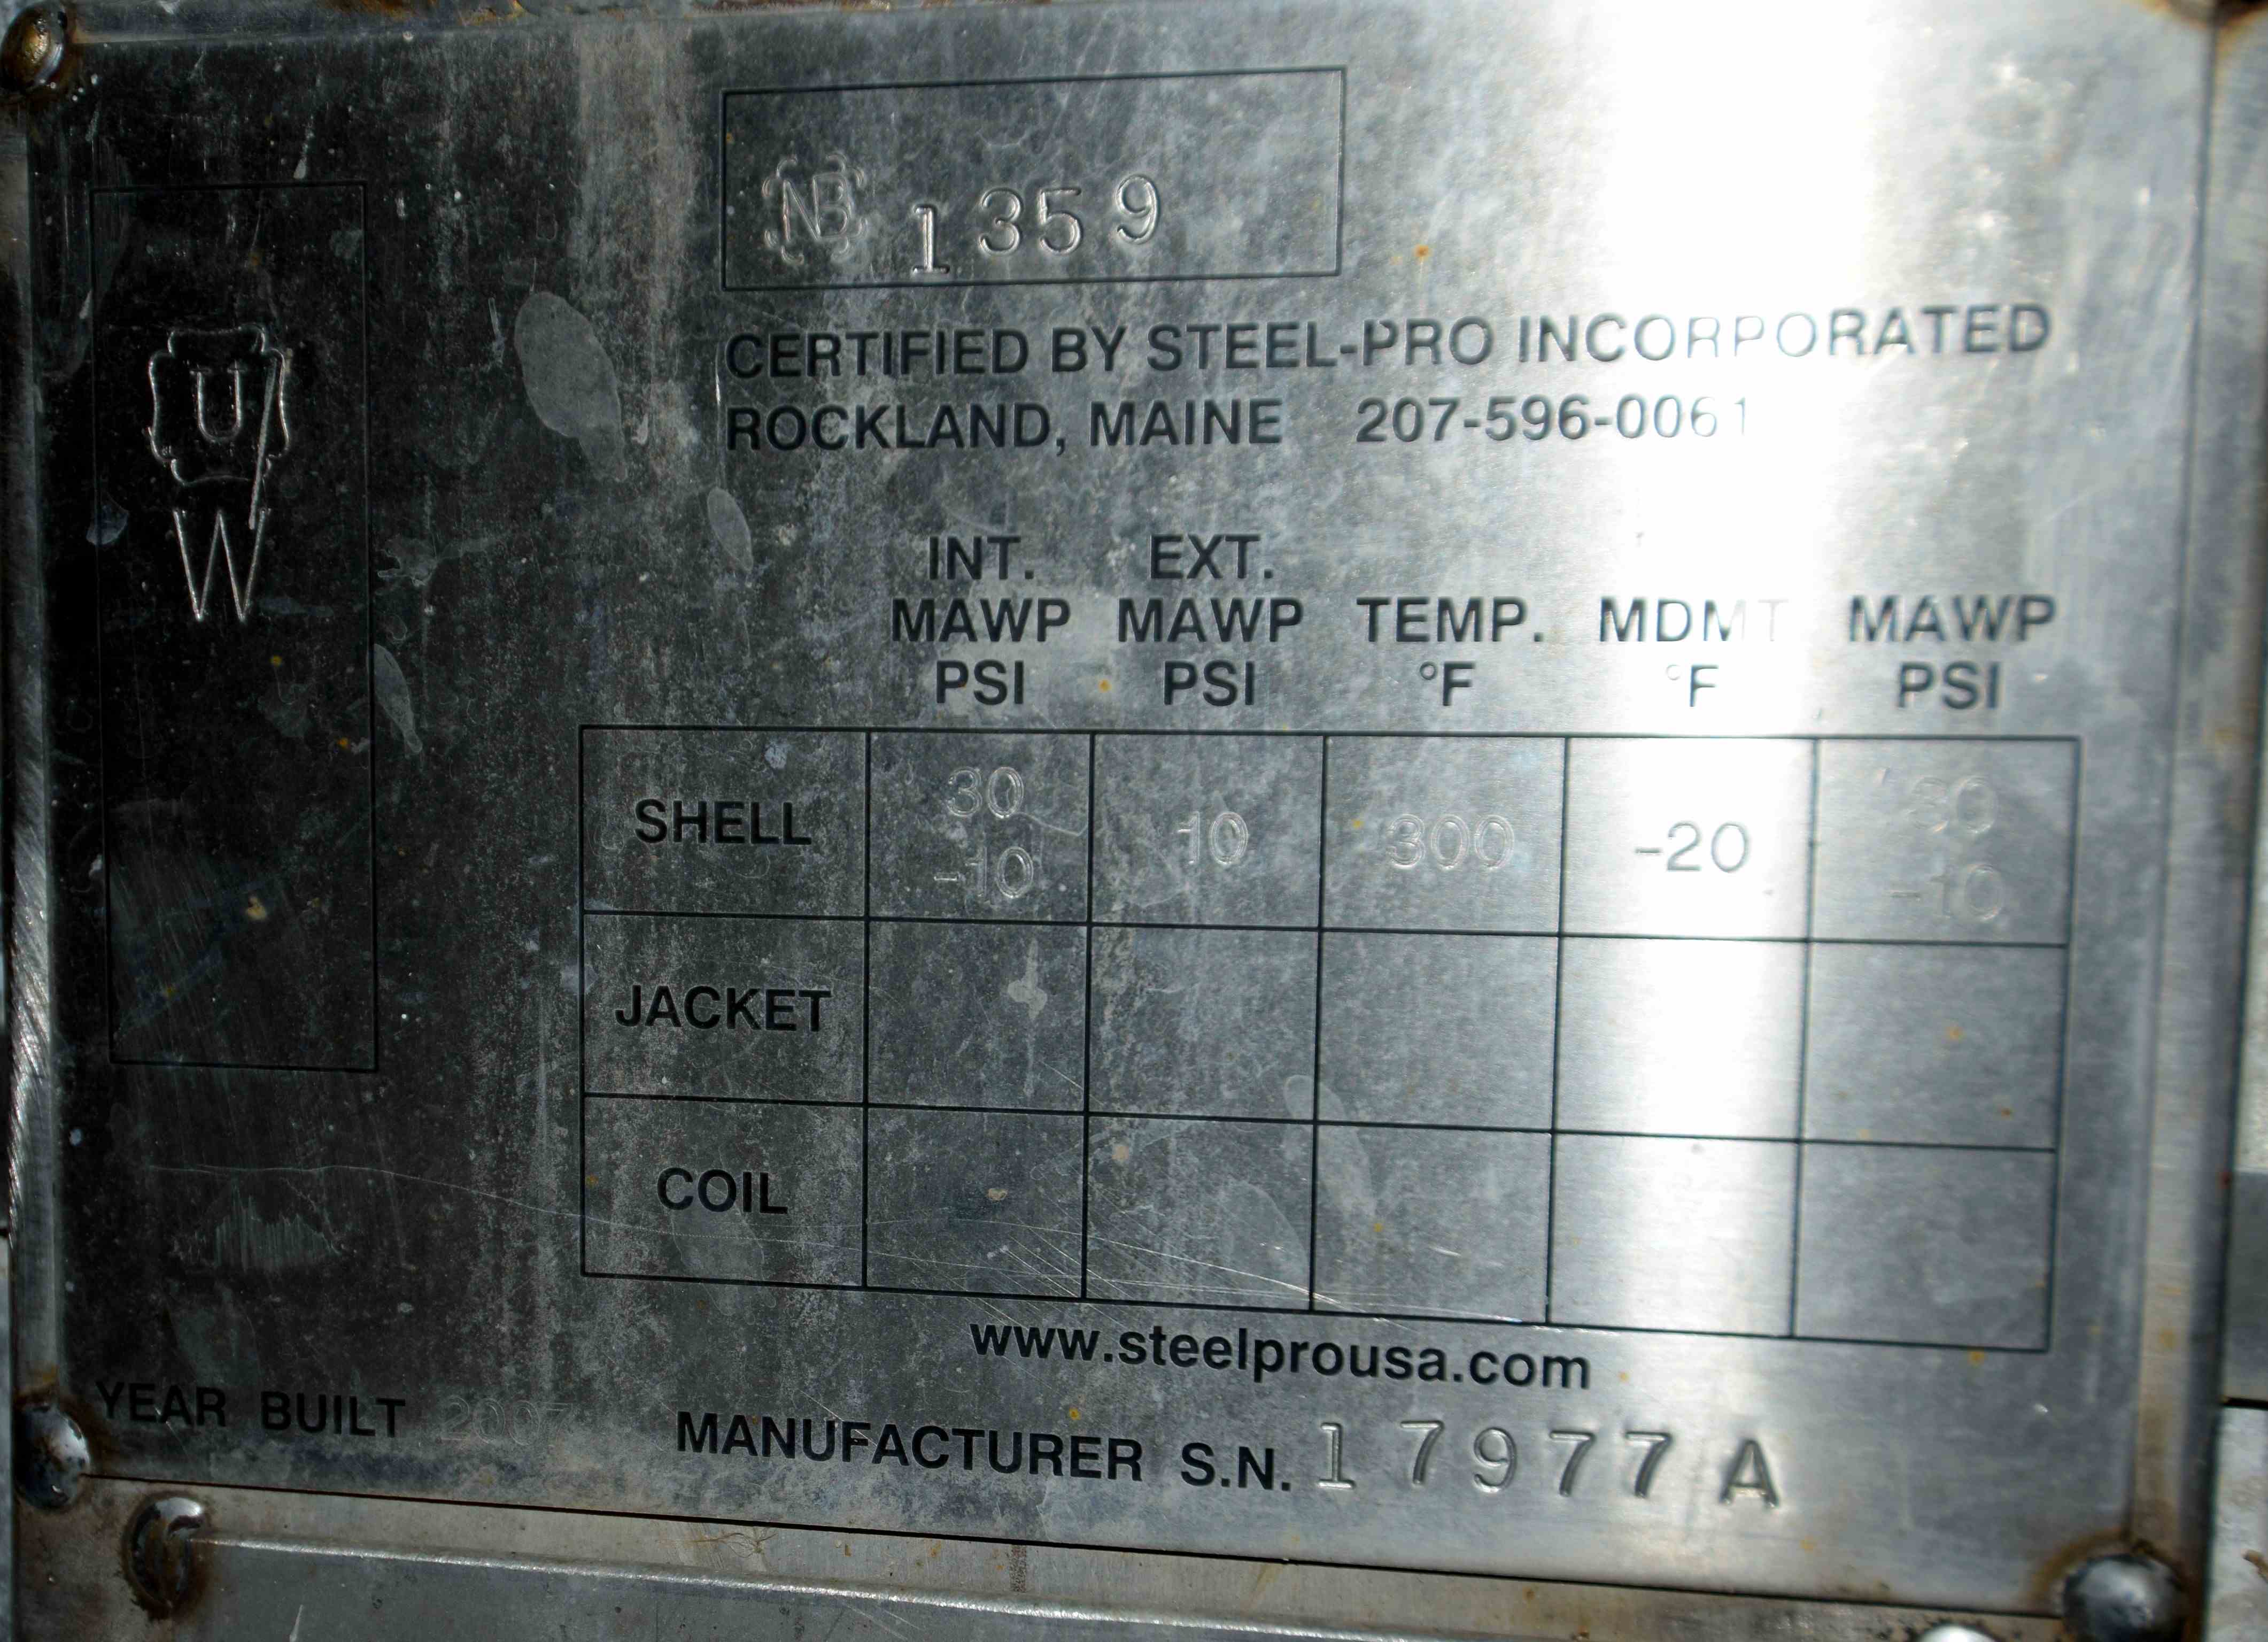 NB 1359
CERTIFIED BY STEEL-PRO INCORPORATED
ROCKLAND, MAINE 207-596-0061
U
W
INT. EXT.
MAWP MAWP TEMP. MDMT MAWP
PSI PSI °F °F PSI
30 30
SHELL 10 300 -20
-10 -10
JACKET
COIL
www.steelprousa.com
YEAR BUILT 2007 MANUFACTURER S.N. 17977A